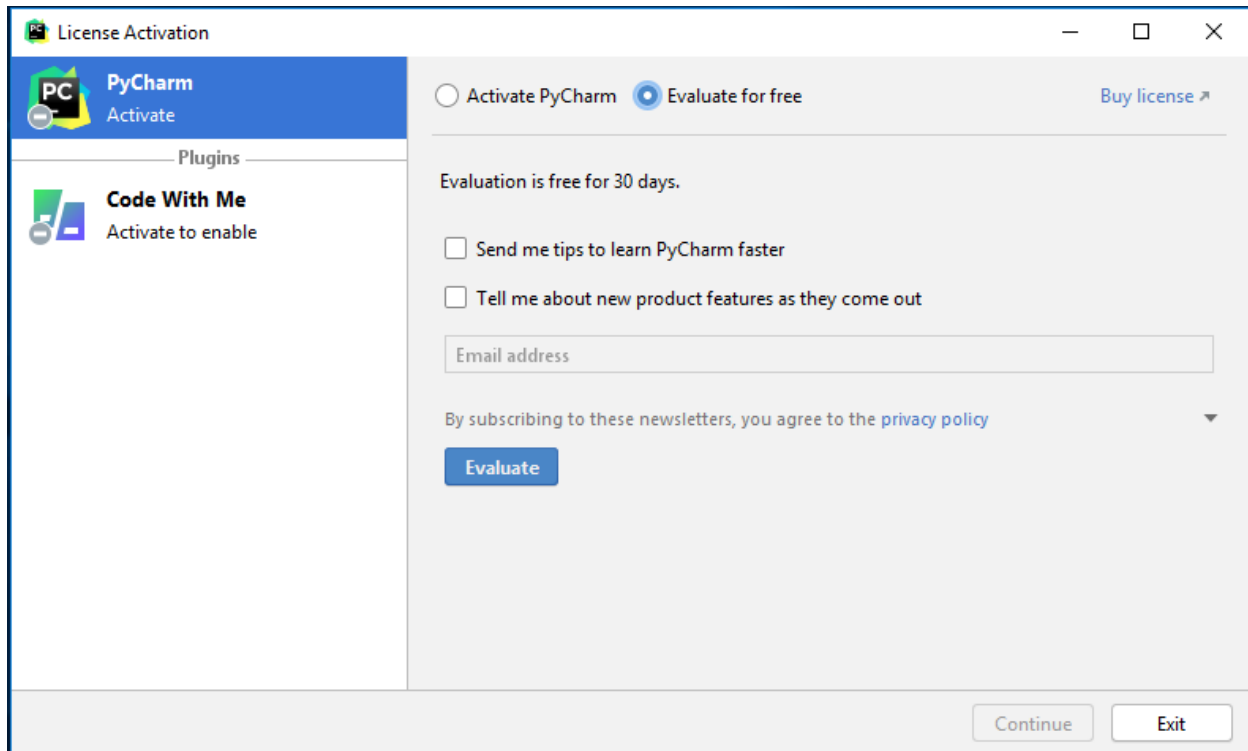 License Activation
PC
PyCharm
Activate
Plugins
Code With Me
Activate to enable
Activate PyCharm Evaluate for free Buy license
Evaluation is free for 30 days.
Send me tips to learn PyCharm faster
Tell me about new product features as they come out
Email address
By subscribing to these newsletters, you agree to the privacy policy
Evaluate
Continue Exit